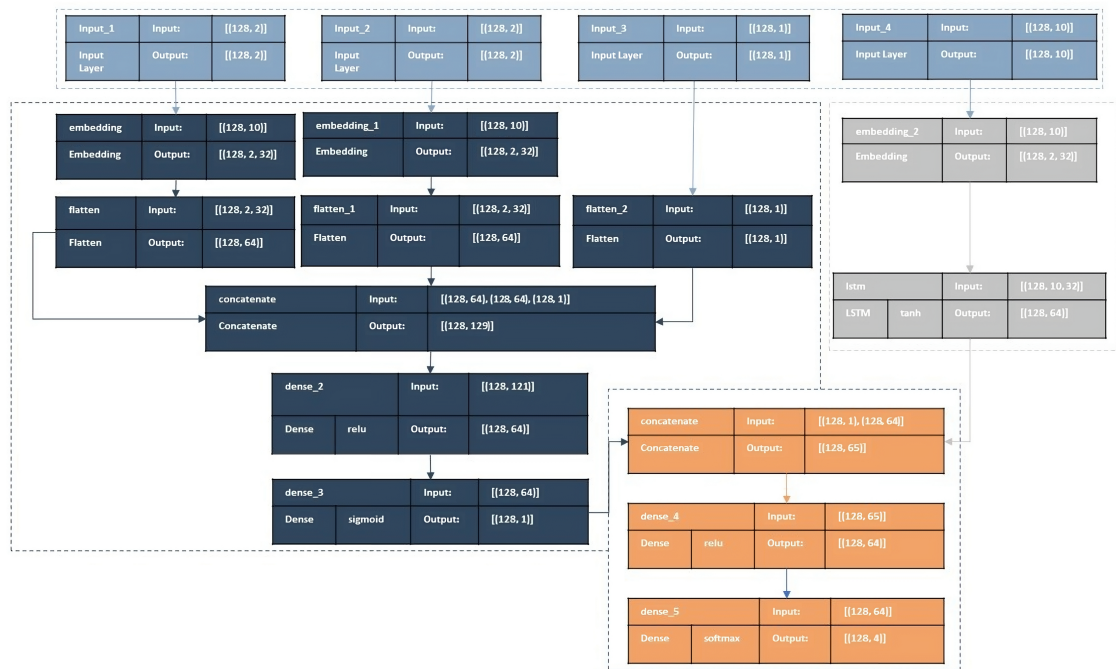 Input_1 Input: [(128, 2)]
Input Layer Output: [(128, 2)]
Input_2 Input: [(128, 2)]
Input Layer Output: [(128, 2)]
Input_3 Input: [(128, 1)]
Input Layer Output: [(128, 1)]
Input_4 Input: [(128, 10)]
Input Layer Output: [(128, 10)]
embedding Input: [(128, 10)]
Embedding Output: [(128, 2, 32)]
embedding_1 Input: [(128, 10)]
Embedding Output: [(128, 2, 32)]
embedding_2 Input: [(128, 10)]
Embedding Output: [(128, 2, 32)]
flatten Input: [(128, 2, 32)]
Flatten Output: [(128, 64)]
flatten_1 Input: [(128, 2, 32)]
Flatten Output: [(128, 64)]
flatten_2 Input: [(128, 1)]
Flatten Output: [(128, 1)]
concatenate Input: [(128, 64), (128, 64), (128, 1)]
Concatenate Output: [(128, 129)]
lstm Input: [(128, 10, 32)]
LSTM tanh Output: [(128, 64)]
dense_2 Input: [(128, 121)]
Dense relu Output: [(128, 64)]
dense_3 Input: [(128, 64)]
Dense sigmoid Output: [(128, 1)]
concatenate Input: [(128, 1), (128, 64)]
Concatenate Output: [(128, 65)]
dense_4 Input: [(128, 65)]
Dense relu Output: [(128, 64)]
dense_5 Input: [(128, 64)]
Dense softmax Output: [(128, 4)]